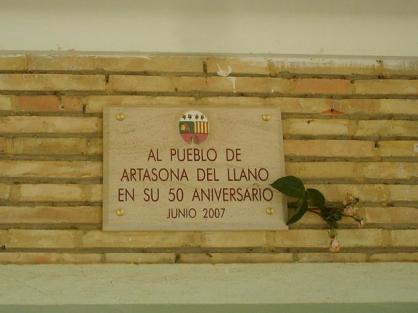 AL PUEBLO DE
ARTASONA DEL LLANO
EN SU 50 ANIVERSARIO
JUNIO 2007